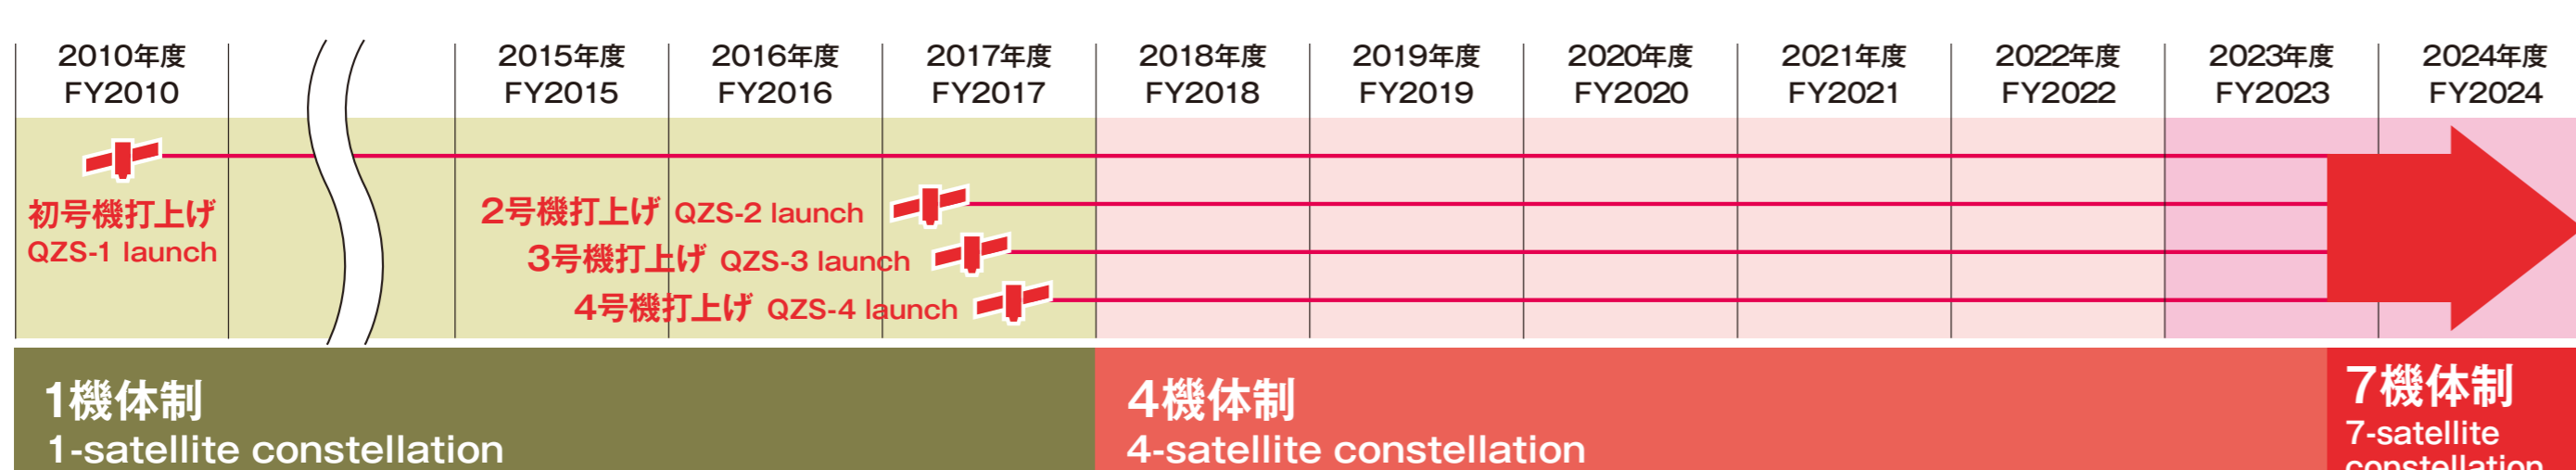 2010年度
FY2010
2015年度
FY2015
2016年度
FY2016
2017年度
FY2017
2018年度
FY2018
2019年度
FY2019
2020年度
FY2020
2021年度
FY2021
2022年度
FY2022
2023年度
FY2023
2024年度
FY2024
初号機打上げ
QZS-1 launch
2号機打上げ QZS-2 launch
3号機打上げ QZS-3 launch
4号機打上げ QZS-4 launch
1機体制
1-satellite constellation
4機体制
4-satellite constellation
7機体制
7-satellite
constellation